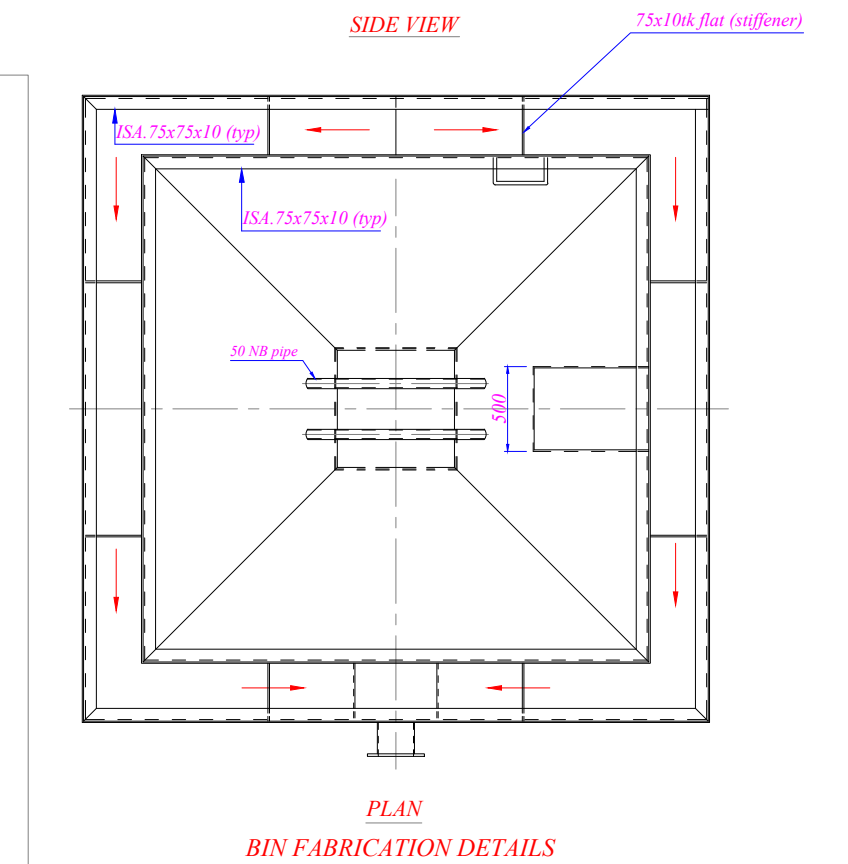 SIDE VIEW
75x10tk flat (stiffener)
ISA.75x75x10 (typ)
ISA.75x75x10 (typ)
50 NB pipe
500
PLAN
BIN FABRICATION DETAILS